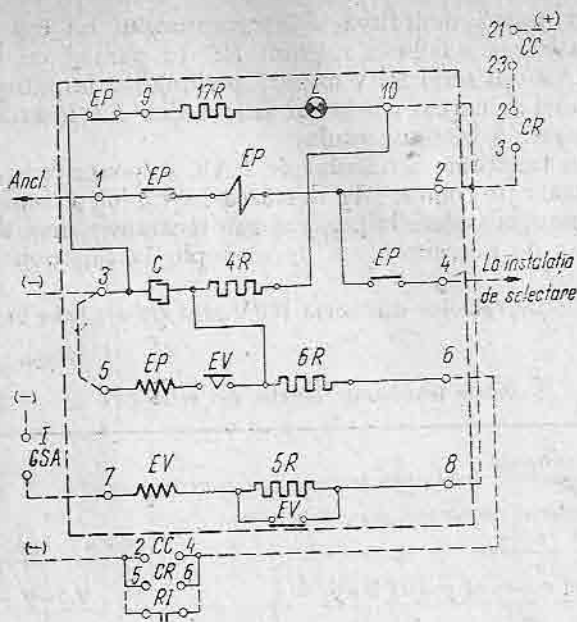 21 (+)
CC
23
2
CR
3
EP 9 17R L 10
Ancl. 1 EP EP 2
(-) 3 C 4R EP 4 La instalația
de selectare
5 EP EV 6R 6
(-)
I
GSA
7 EV 5R 8
EV
(-) 2 CC 4
5 CR 6
RI